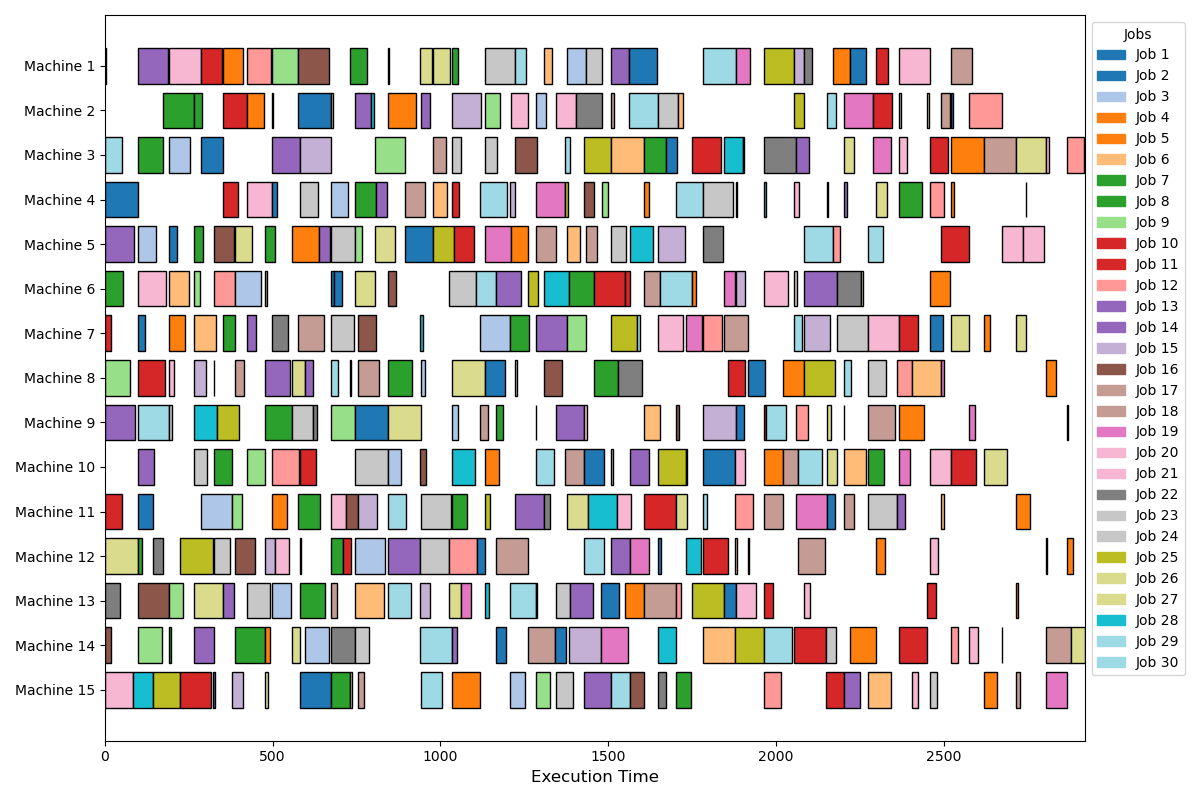 Machine 1
Machine 2
Machine 3
Machine 4
Machine 5
Machine 6
Machine 7
Machine 8
Machine 9
Machine 10
Machine 11
Machine 12
Machine 13
Machine 14
Machine 15
0 500 1000 1500 2000 2500
Execution Time
Jobs
Job 1
Job 2
Job 3
Job 4
Job 5
Job 6
Job 7
Job 8
Job 9
Job 10
Job 11
Job 12
Job 13
Job 14
Job 15
Job 16
Job 17
Job 18
Job 19
Job 20
Job 21
Job 22
Job 23
Job 24
Job 25
Job 26
Job 27
Job 28
Job 29
Job 30